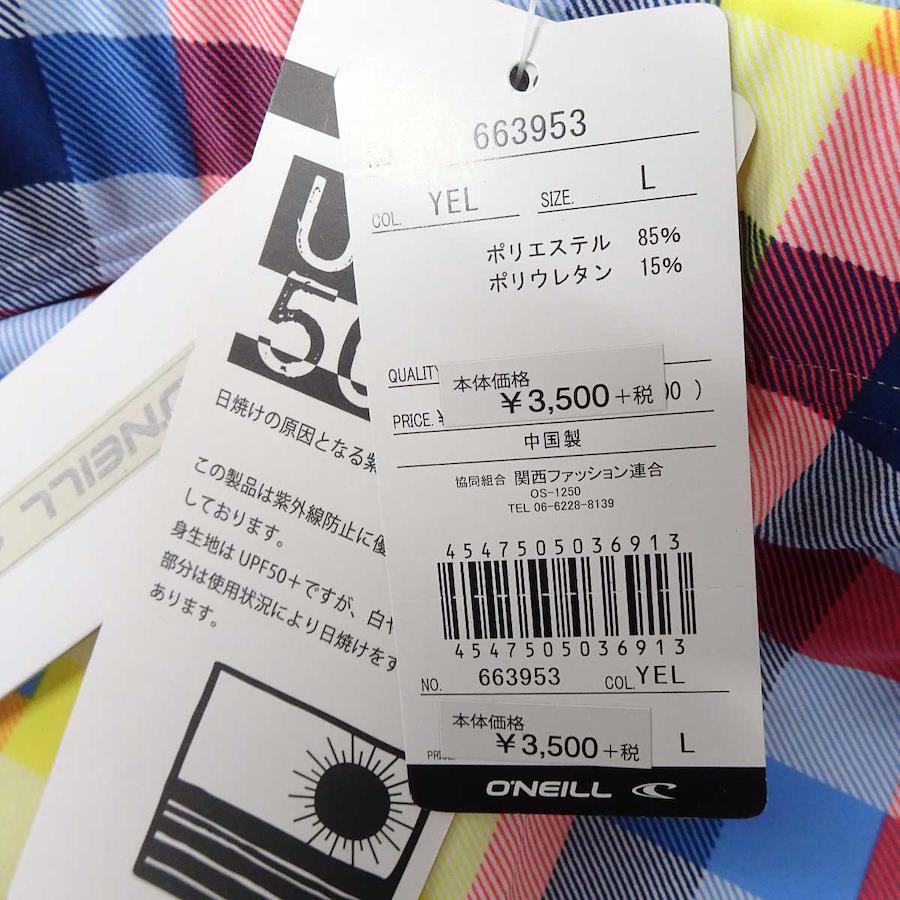 NO. 663953
COL. YEL SIZE. L
ポリエステル 85%
ポリウレタン 15%
QUALITY
本体価格
¥3,500+税
PRICE.
中国製
協同組合 関西ファッション連合
OS-1250
TEL 06-6228-8139
4547505036913
4547505036913
NO. 663953 COL. YEL
本体価格
¥3,500+税
L
O'NEILL
U
50
日焼けの原因となる紫
この製品は紫外線防止に優
しております。
身生地は UPF50+ですが、白や
部分は使用状況により日焼けをす
あります。
O'NEILL